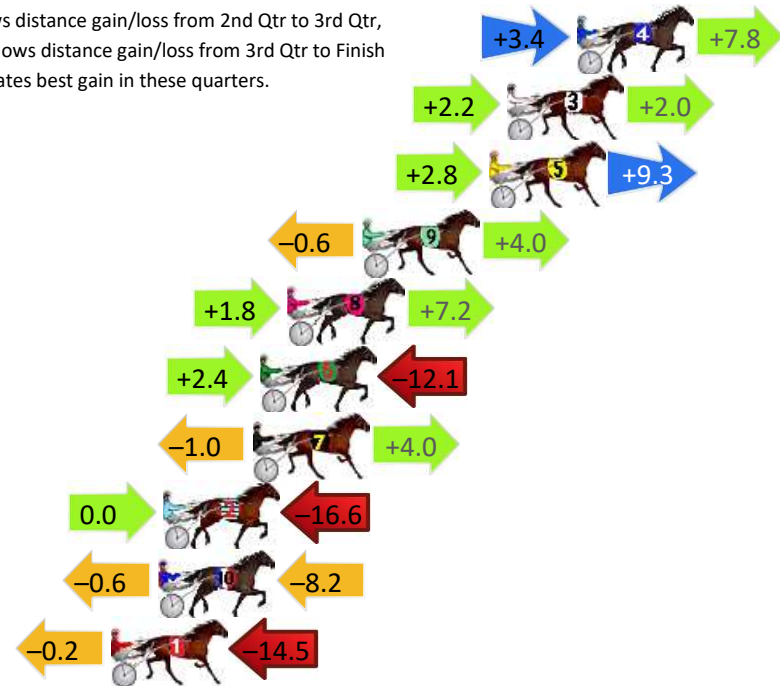 s distance gain/loss from 2nd Qtr to 3rd Qtr,
ows distance gain/loss from 3rd Qtr to Finish
ates best gain in these quarters.
+3.4 4 +7.8
+2.2 3 +2.0
+2.8 5 +9.3
−0.6 9 +4.0
+1.8 8 +7.2
+2.4 6 −12.1
−1.0 7 +4.0
0.0 2 −16.6
−0.6 10 −8.2
−0.2 1 −14.5